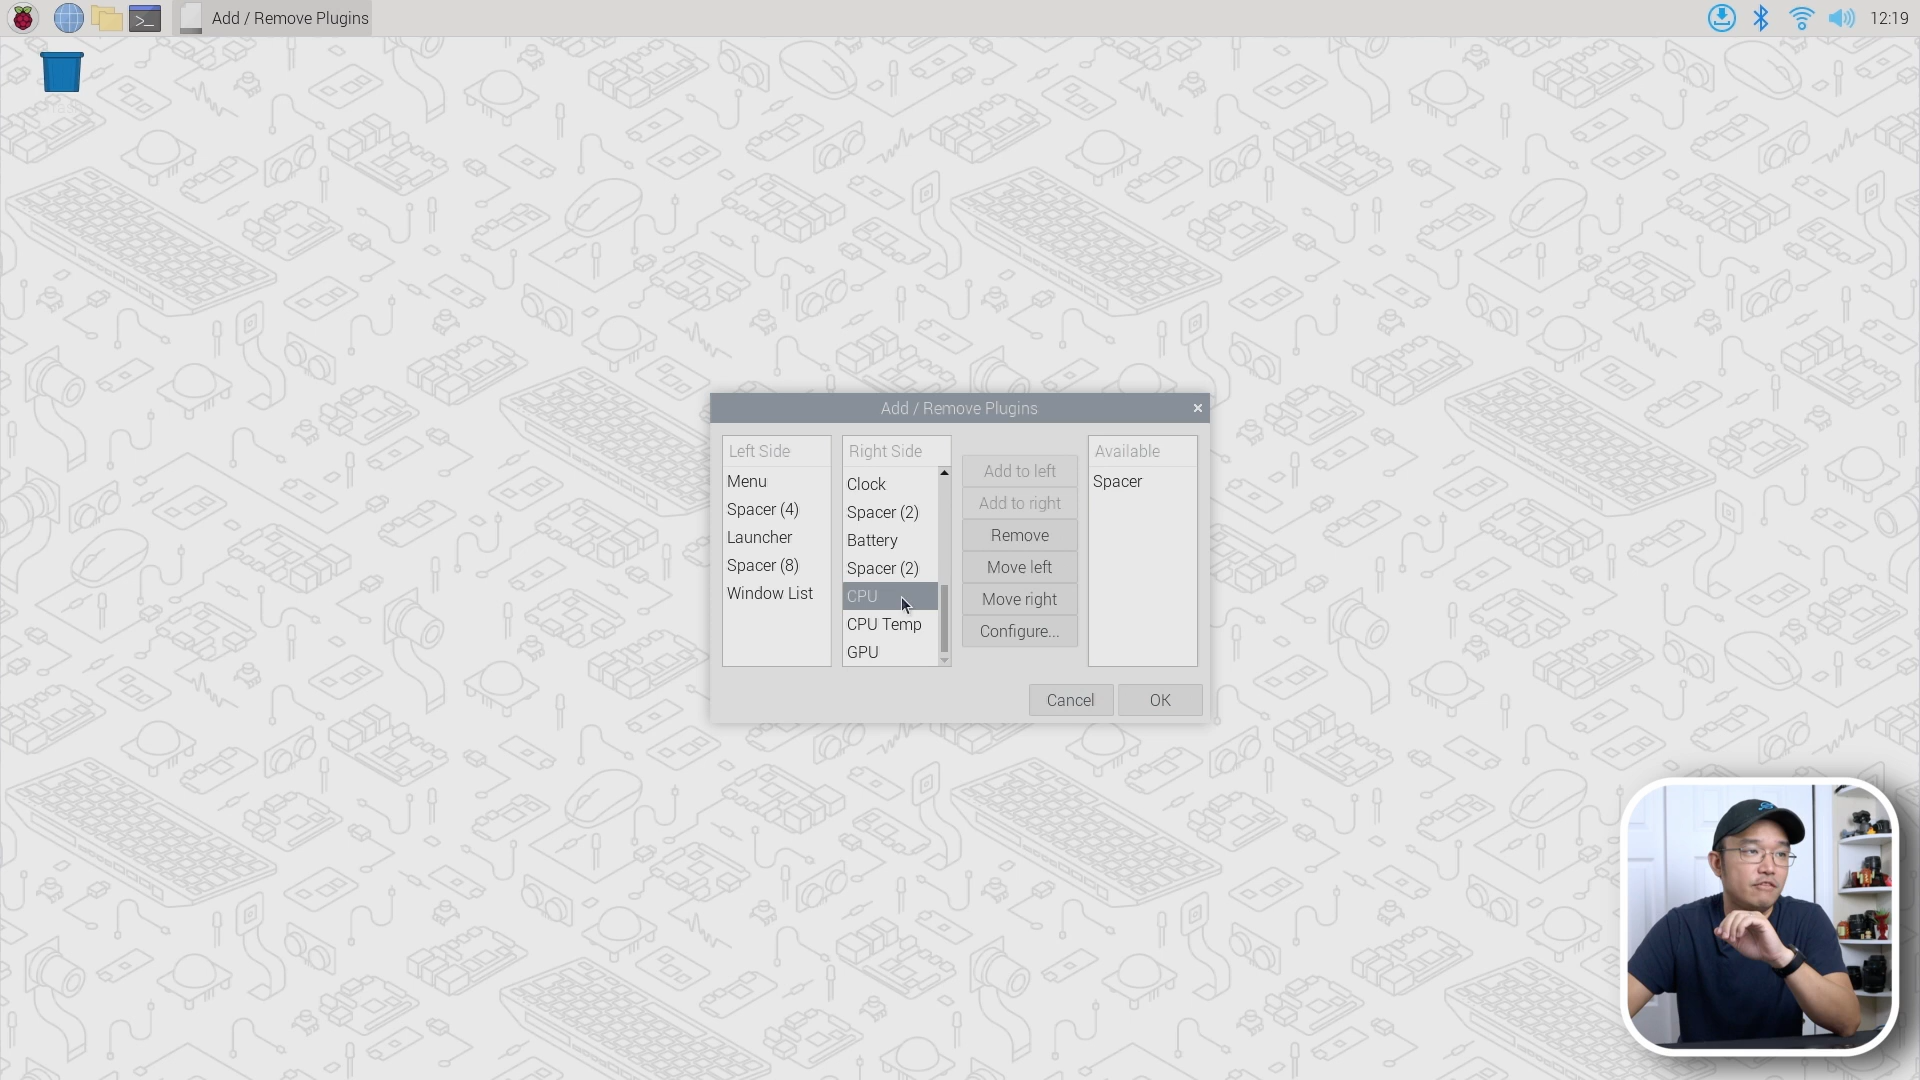 Add / Remove Plugins
12:19
Add / Remove Plugins
Left Side
Menu
Spacer (4)
Launcher
Spacer (8)
Window List
Right Side
Clock
Spacer (2)
Battery
Spacer (2)
CPU
CPU Temp
GPU
Add to left
Add to right
Remove
Move left
Move right
Configure...
Available
Spacer
Cancel
OK